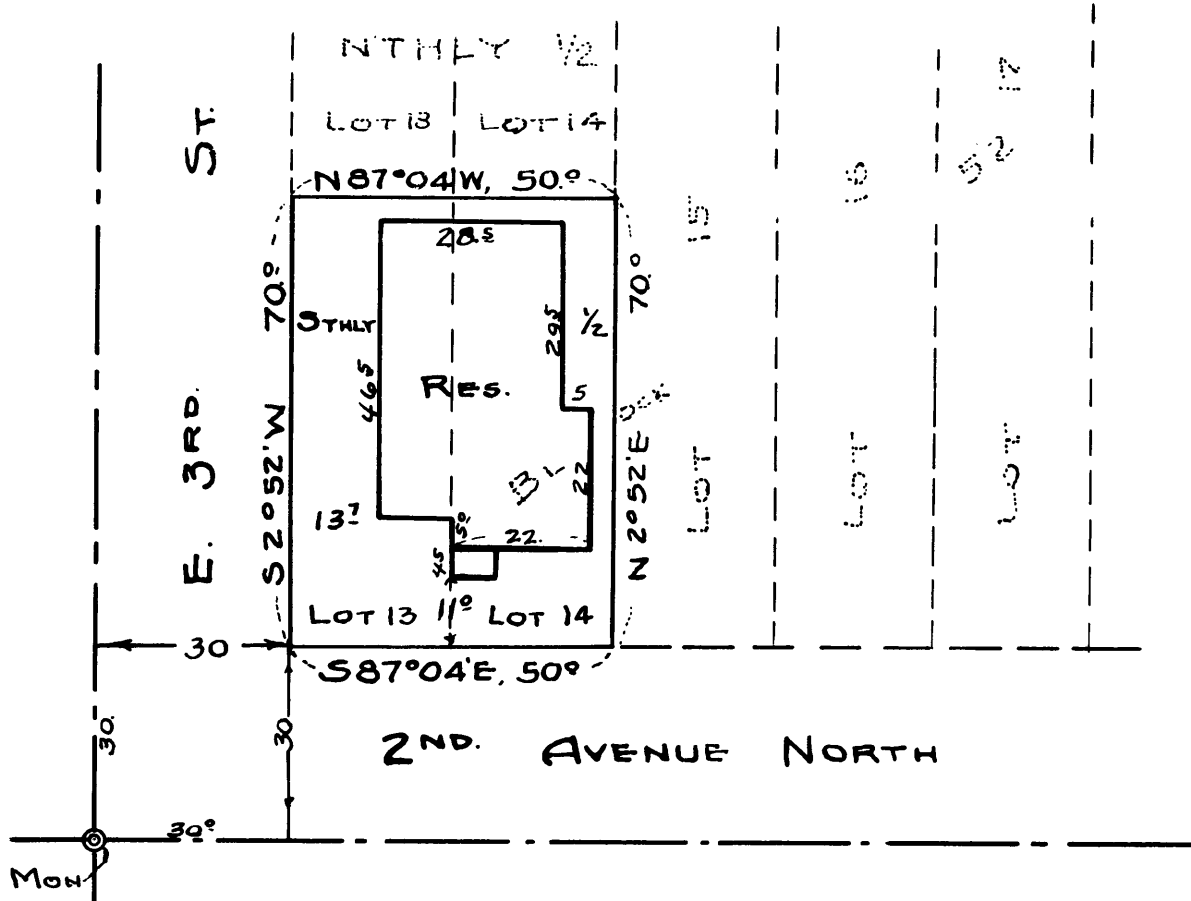 NTHLY 1/2
LOT 13 LOT 14
N 87°04'W, 50.0
ST.
E. 3RD.
70.0
S 2°52'W
28.5
STHLY 1/2
29.5
46.5
RES.
5
22
BLOCK 52
70.0
N 2°52'E
13.7
5.0
22.
4.5
LOT 13 11.0 LOT 14
S 87°04'E, 50.0
LOT 15
LOT 16
LOT 17
30
30
30.
30.0
2ND. AVENUE NORTH
MON